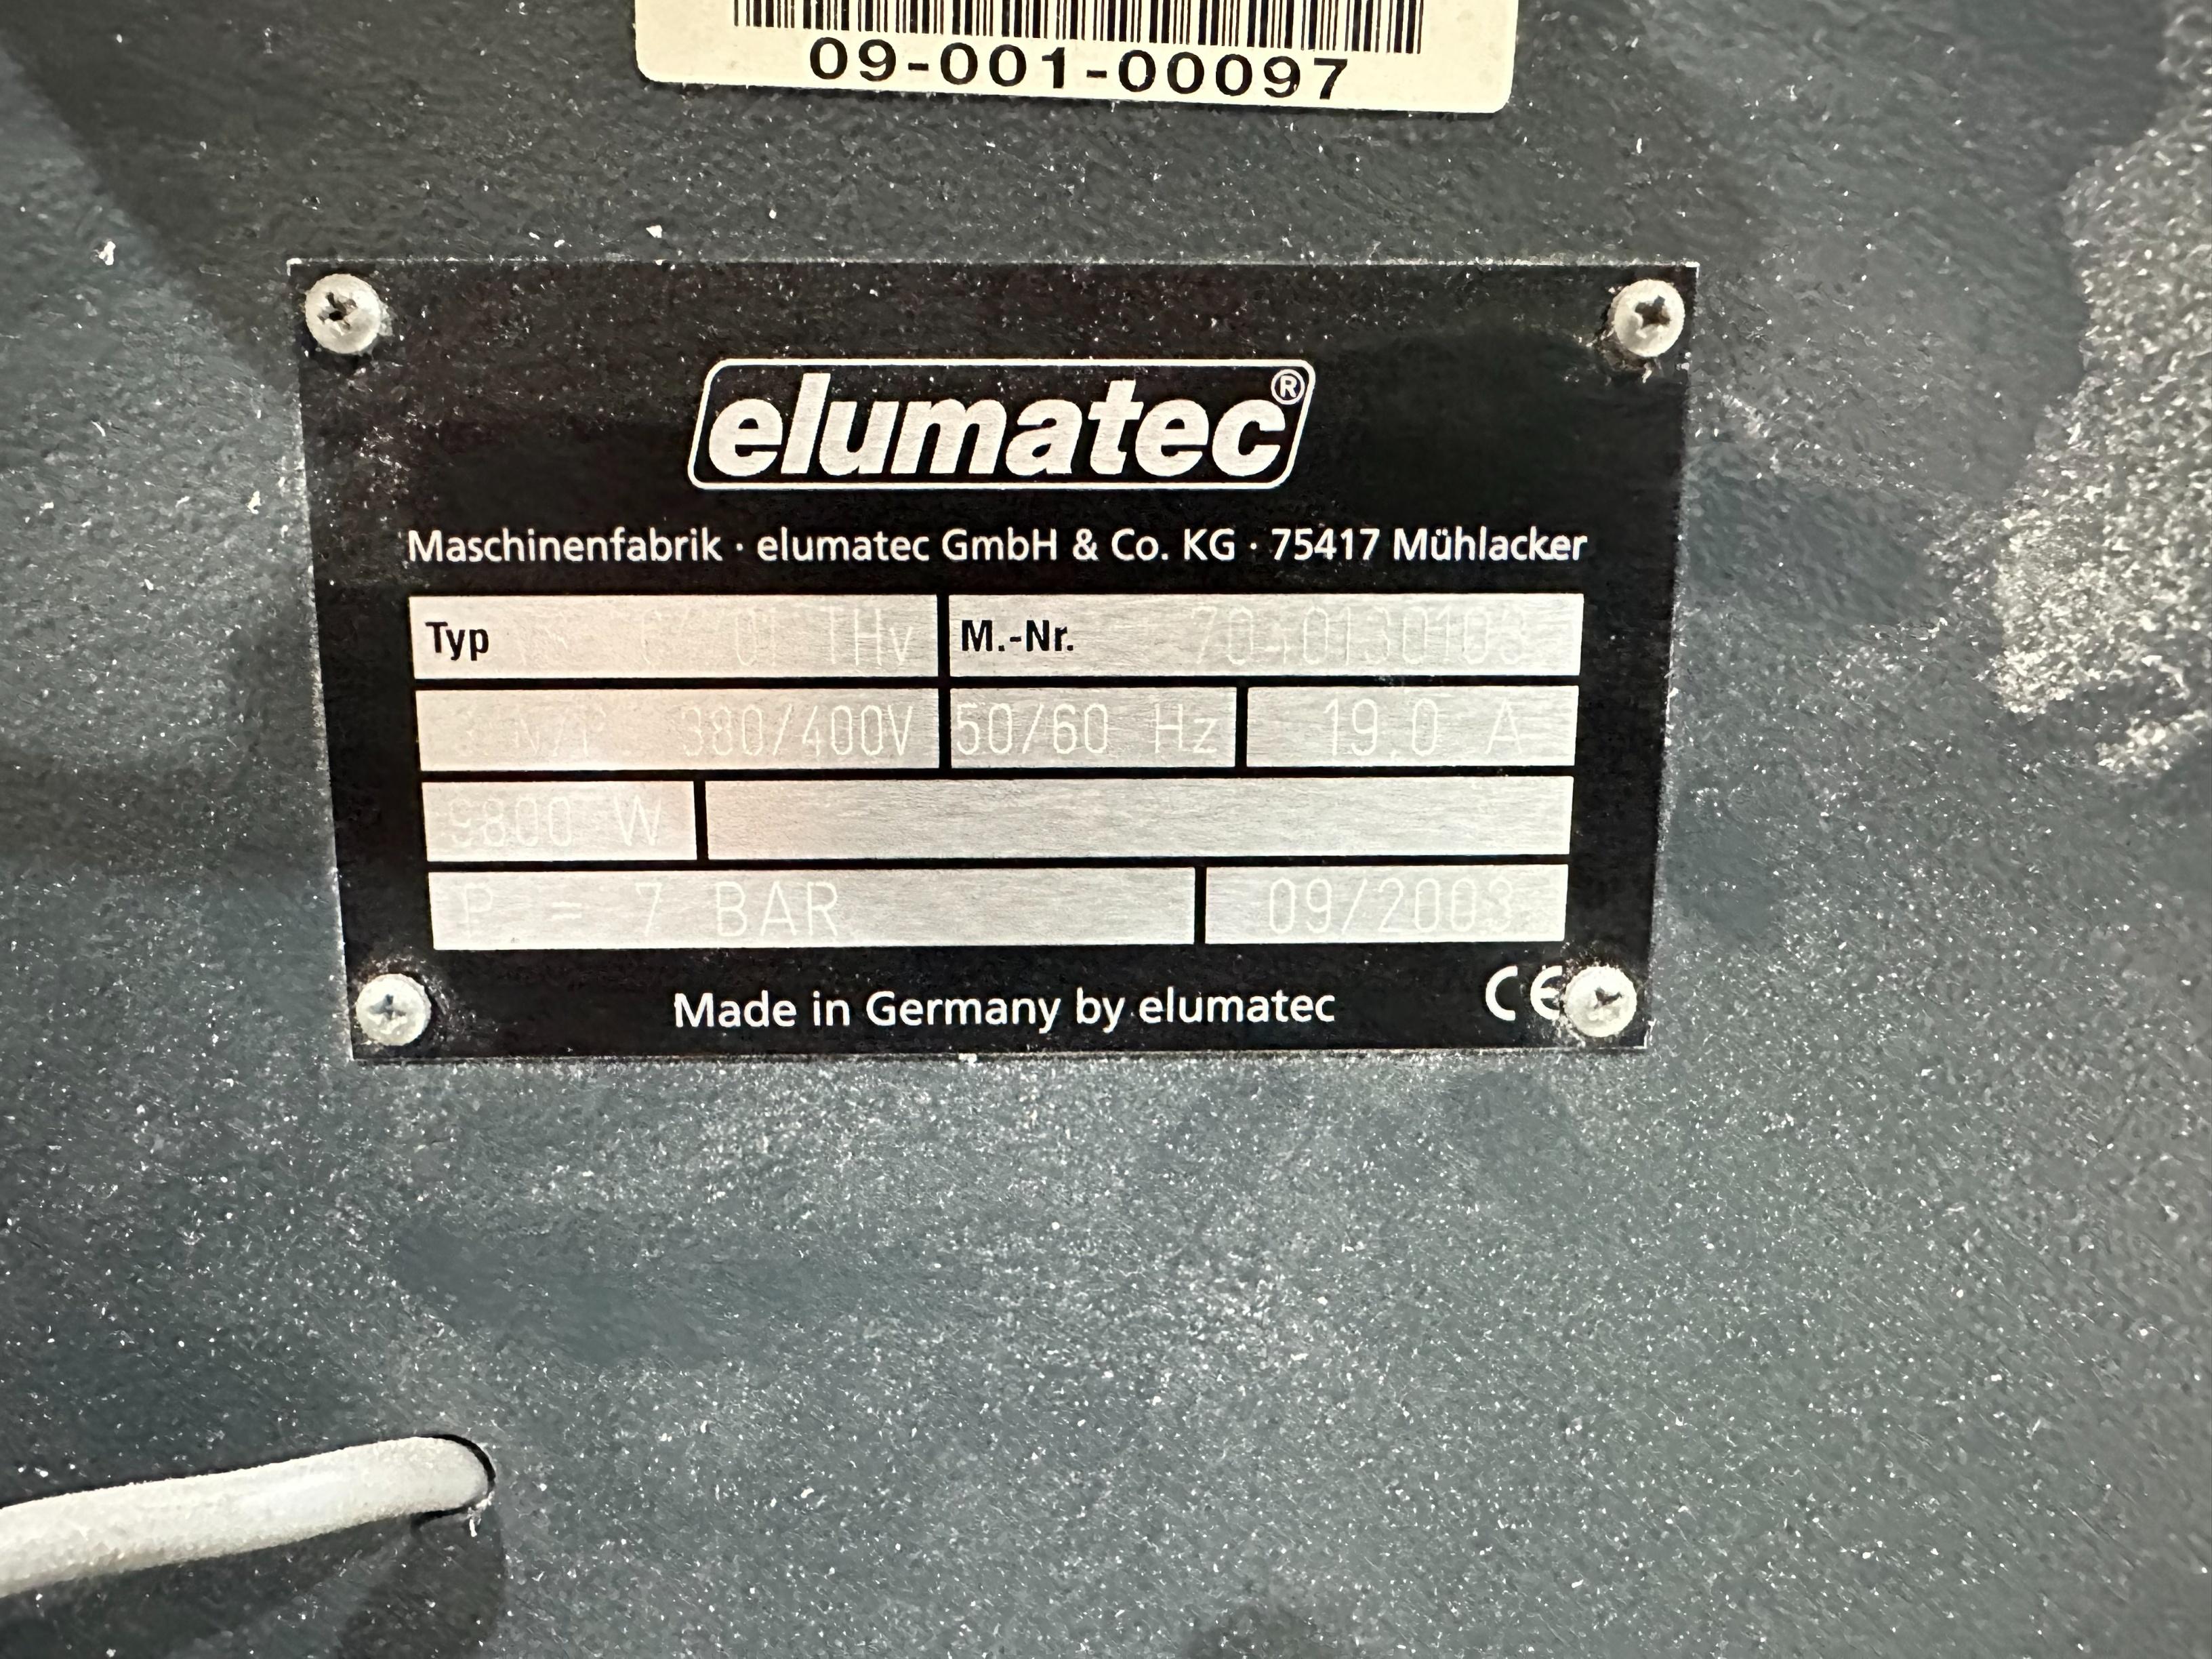 09-001-00097
elumatec®
Maschinenfabrik · elumatec GmbH & Co. KG · 75417 Mühlacker
Typ THv M.-Nr.
380/400V 50/60 Hz 19.0 A
9800 W
P = 7 BAR 09/2003
Made in Germany by elumatec CE